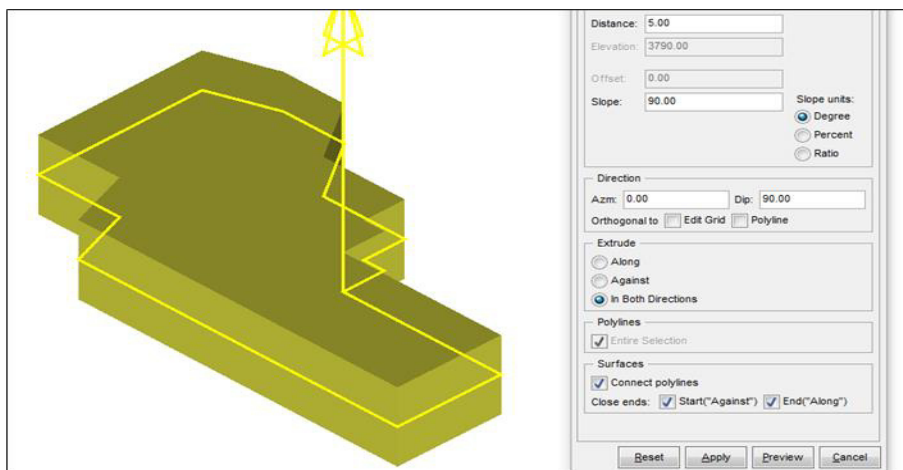 Distance: 5.00
Elevation: 3790.00
Offset: 0.00
Slope: 90.00
Slope units:
Degree
Percent
Ratio
Direction
Azm: 0.00 Dip: 90.00
Orthogonal to Edit Grid Polyline
Extrude
Along
Against
In Both Directions
Polylines
Entire Selection
Surfaces
Connect polylines
Close ends: Start("Against") End("Along")
Reset Apply Preview Cancel